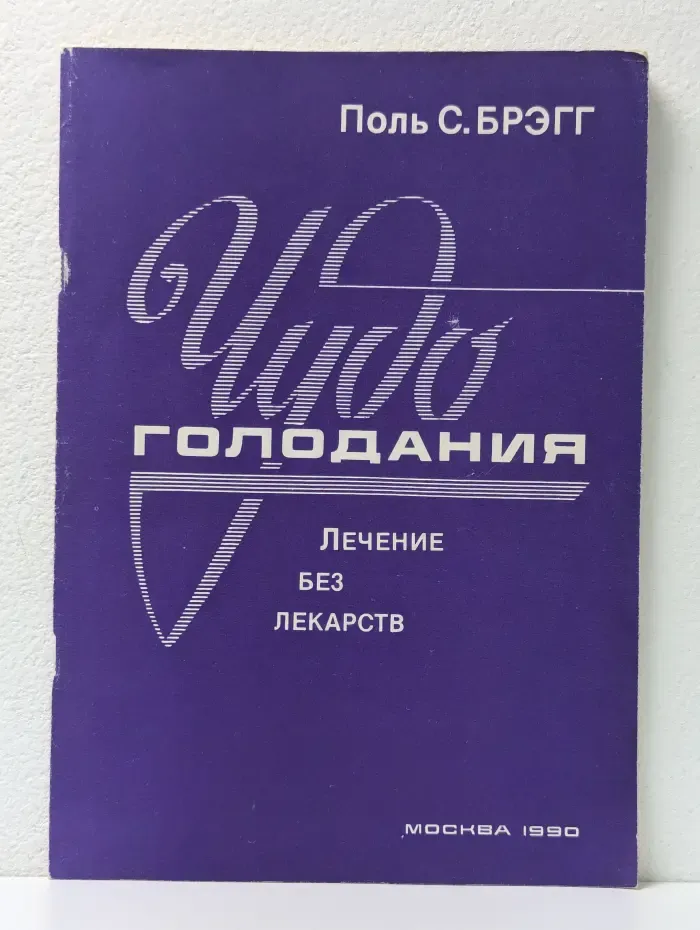 Поль С. БРЭГГ
Чудо
ГОЛОДАНИЯ
ЛЕЧЕНИЕ
БЕЗ
ЛЕКАРСТВ
МОСКВА 1990